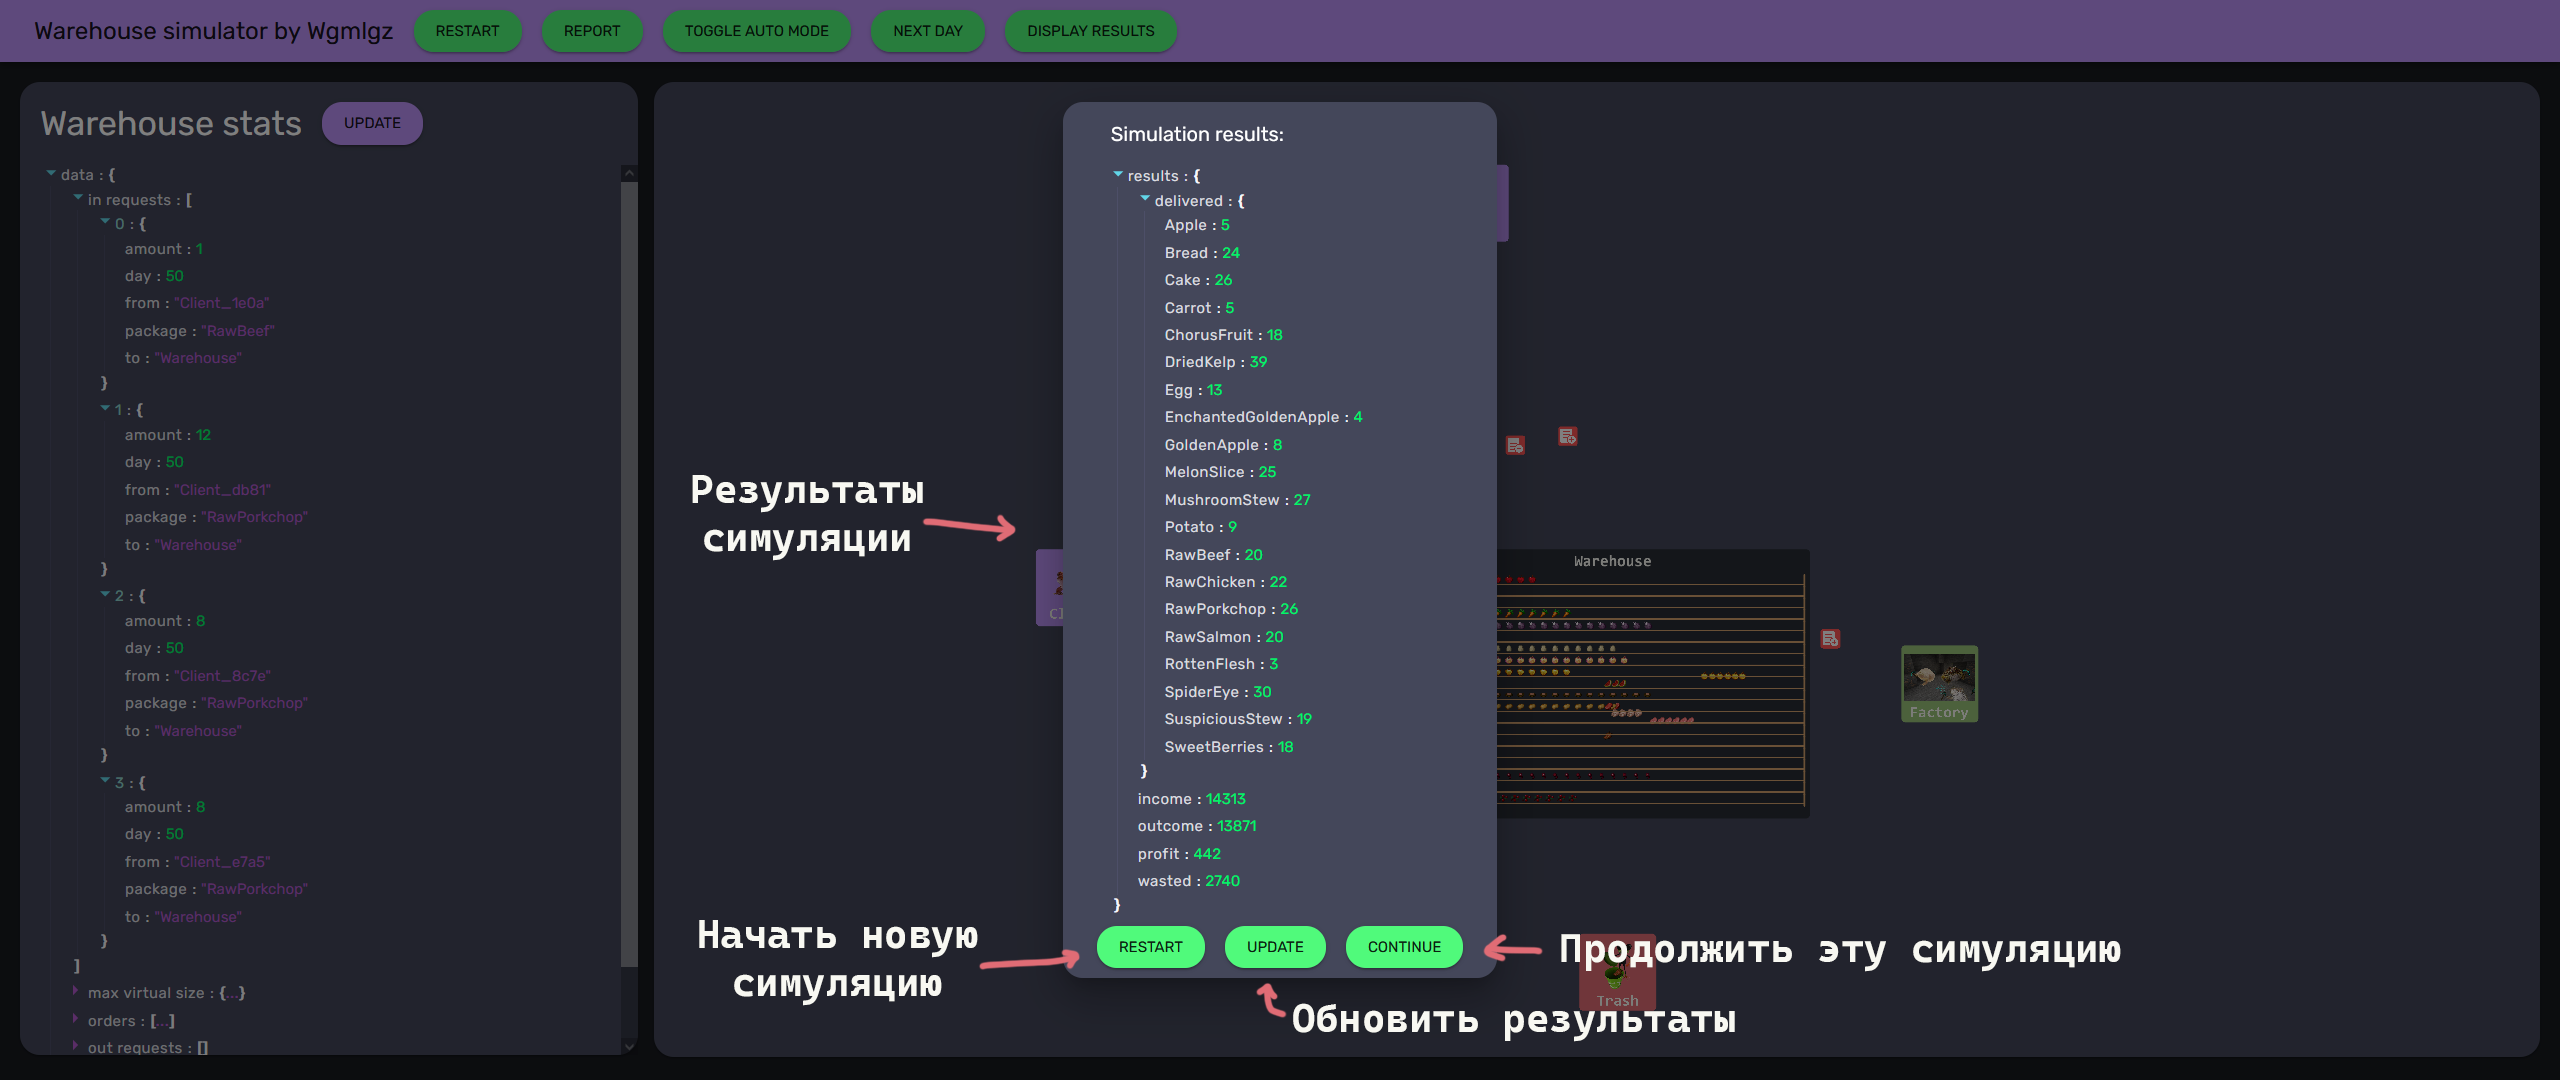 Warehouse simulator by Wgmlgz
RESTART
REPORT
TOGGLE AUTO MODE
NEXT DAY
DISPLAY RESULTS
Warehouse stats
UPDATE
data : {
in requests : [
0 : {
amount : 1
day : 50
from : "Client_1e0a"
package : "RawBeef"
to : "Warehouse"
}
1 : {
amount : 12
day : 50
from : "Client_db81"
package : "RawPorkchop"
to : "Warehouse"
}
2 : {
amount : 8
day : 50
from : "Client_8c7e"
package : "RawPorkchop"
to : "Warehouse"
}
3 : {
amount : 8
day : 50
from : "Client_e7a5"
package : "RawPorkchop"
to : "Warehouse"
}
]
max virtual size : {...}
orders : [...]
out requests : []
Simulation results:
results : {
delivered : {
Apple : 5
Bread : 24
Cake : 26
Carrot : 5
ChorusFruit : 18
DriedKelp : 39
Egg : 13
EnchantedGoldenApple : 4
GoldenApple : 8
MelonSlice : 25
MushroomStew : 27
Potato : 9
RawBeef : 20
RawChicken : 22
RawPorkchop : 26
RawSalmon : 20
RottenFlesh : 3
SpiderEye : 30
SuspiciousStew : 19
SweetBerries : 18
}
income : 14313
outcome : 13871
profit : 442
wasted : 2740
}
RESTART
UPDATE
CONTINUE
Результаты
симуляции
Начать новую
симуляцию
Продолжить эту симуляцию
Обновить результаты
Warehouse
Factory
Trash